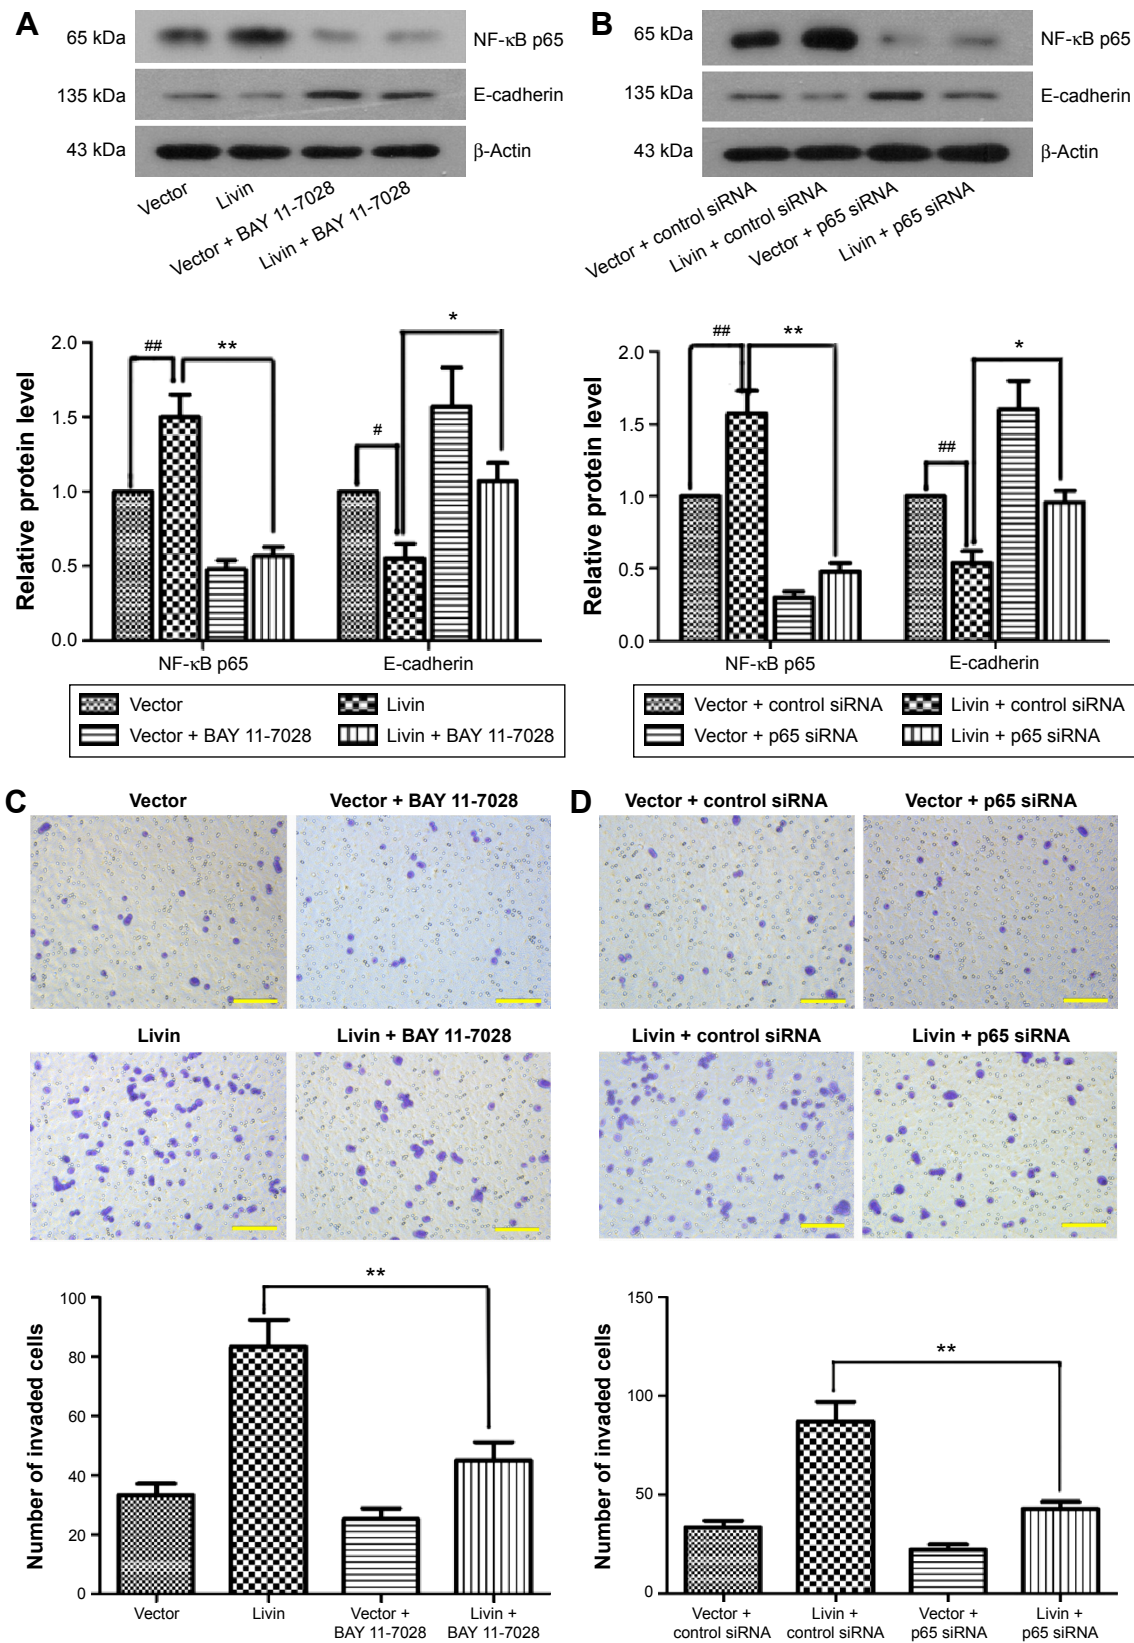 A
65 kDa
NF-κB p65
135 kDa
E-cadherin
43 kDa
β-Actin
Vector
Livin
Vector + BAY 11-7028
Livin + BAY 11-7028
B
65 kDa
NF-κB p65
135 kDa
E-cadherin
43 kDa
β-Actin
Vector + control siRNA
Livin + control siRNA
Vector + p65 siRNA
Livin + p65 siRNA
Relative protein level
2.0
1.5
1.0
0.5
0.0
##
**
#
*
NF-κB p65
E-cadherin
Vector
Livin
Vector + BAY 11-7028
Livin + BAY 11-7028
Relative protein level
2.0
1.5
1.0
0.5
0.0
##
**
##
*
NF-κB p65
E-cadherin
Vector + control siRNA
Livin + control siRNA
Vector + p65 siRNA
Livin + p65 siRNA
C
Vector
Vector + BAY 11-7028
Livin
Livin + BAY 11-7028
D
Vector + control siRNA
Vector + p65 siRNA
Livin + control siRNA
Livin + p65 siRNA
Number of invaded cells
100
80
60
40
20
0
**
Vector
Livin
Vector +
BAY 11-7028
Livin +
BAY 11-7028
Number of invaded cells
150
100
50
0
**
Vector +
control siRNA
Livin +
control siRNA
Vector +
p65 siRNA
Livin +
p65 siRNA